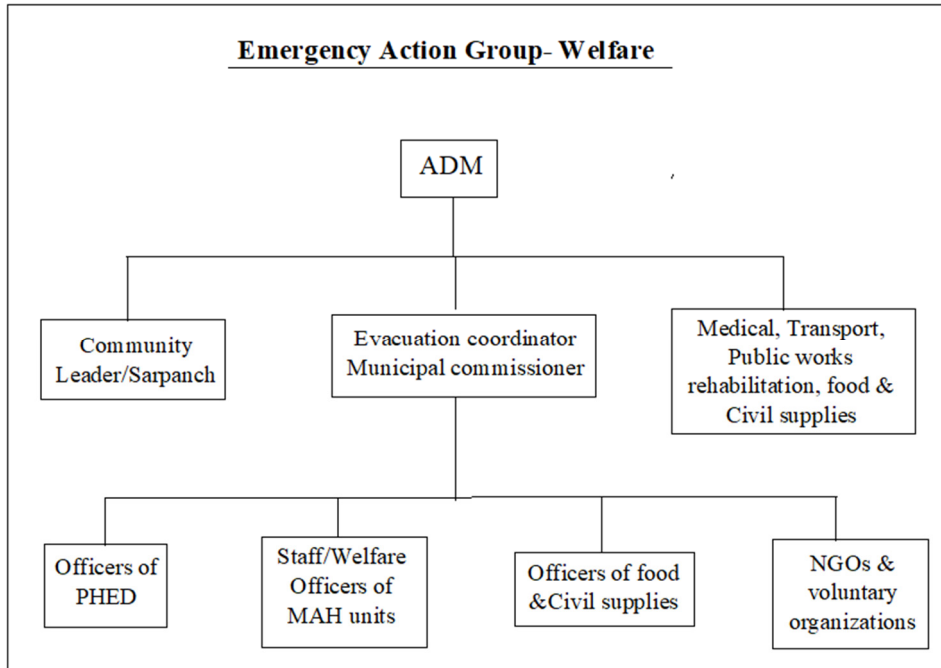 Emergency Action Group- Welfare
ADM
Community
Leader/Sarpanch
Evacuation coordinator
Municipal commissioner
Medical, Transport,
Public works
rehabilitation, food &
Civil supplies
Officers of
PHED
Staff/Welfare
Officers of
MAH units
Officers of food
&Civil supplies
NGOs &
voluntary
organizations